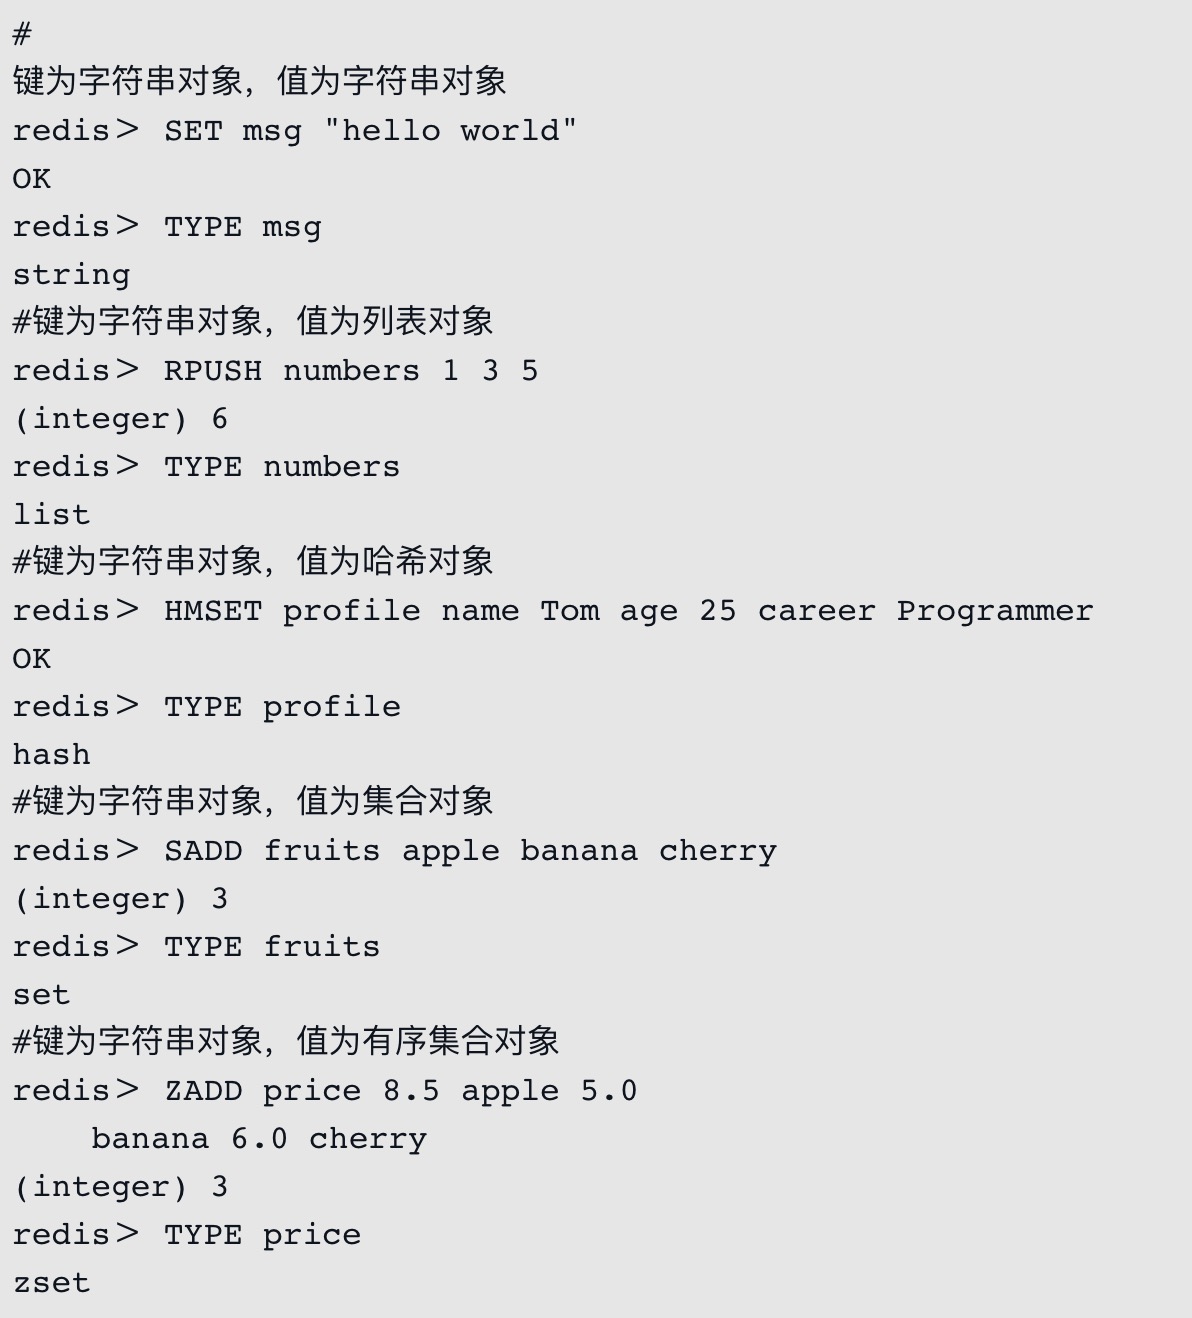 #
键为字符串对象，值为字符串对象
redis＞ SET msg "hello world"
OK
redis＞ TYPE msg
string
#键为字符串对象，值为列表对象
redis＞ RPUSH numbers 1 3 5
(integer) 6
redis＞ TYPE numbers
list
#键为字符串对象，值为哈希对象
redis＞ HMSET profile name Tom age 25 career Programmer
OK
redis＞ TYPE profile
hash
#键为字符串对象，值为集合对象
redis＞ SADD fruits apple banana cherry
(integer) 3
redis＞ TYPE fruits
set
#键为字符串对象，值为有序集合对象
redis＞ ZADD price 8.5 apple 5.0
    banana 6.0 cherry
(integer) 3
redis＞ TYPE price
zset